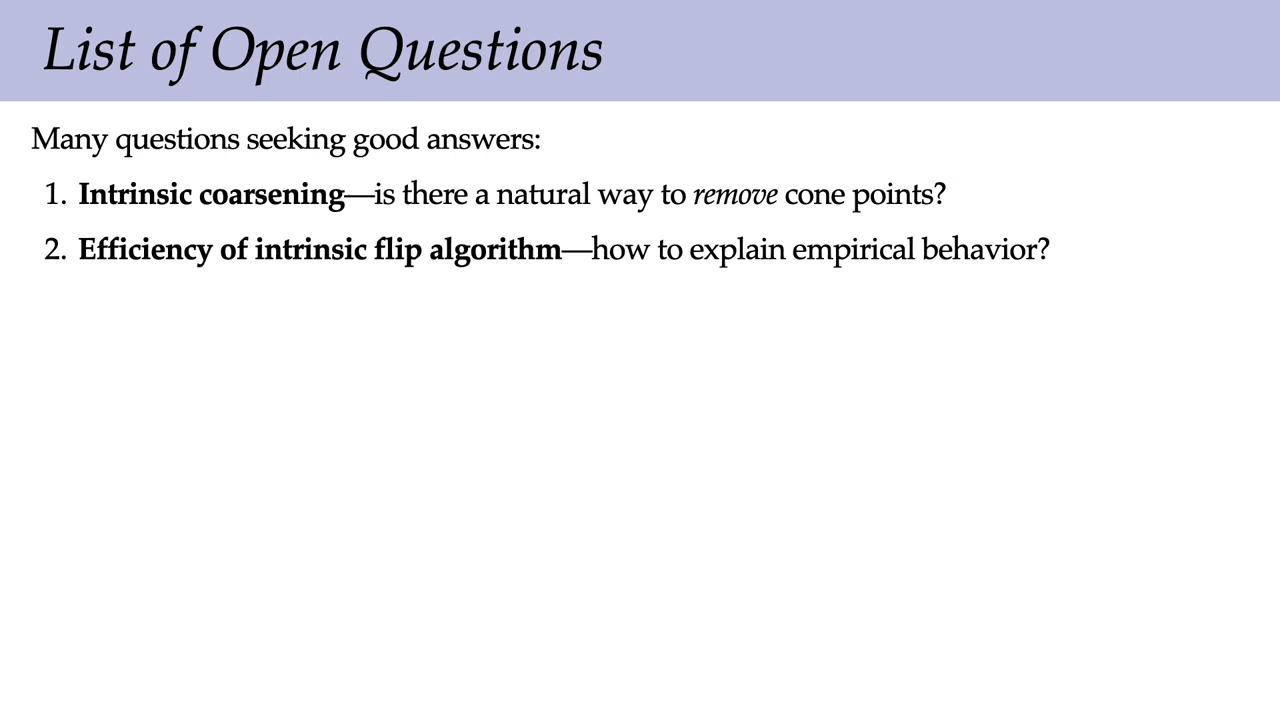 List of Open Questions
Many questions seeking good answers:
1. Intrinsic coarsening—is there a natural way to remove cone points?
2. Efficiency of intrinsic flip algorithm—how to explain empirical behavior?